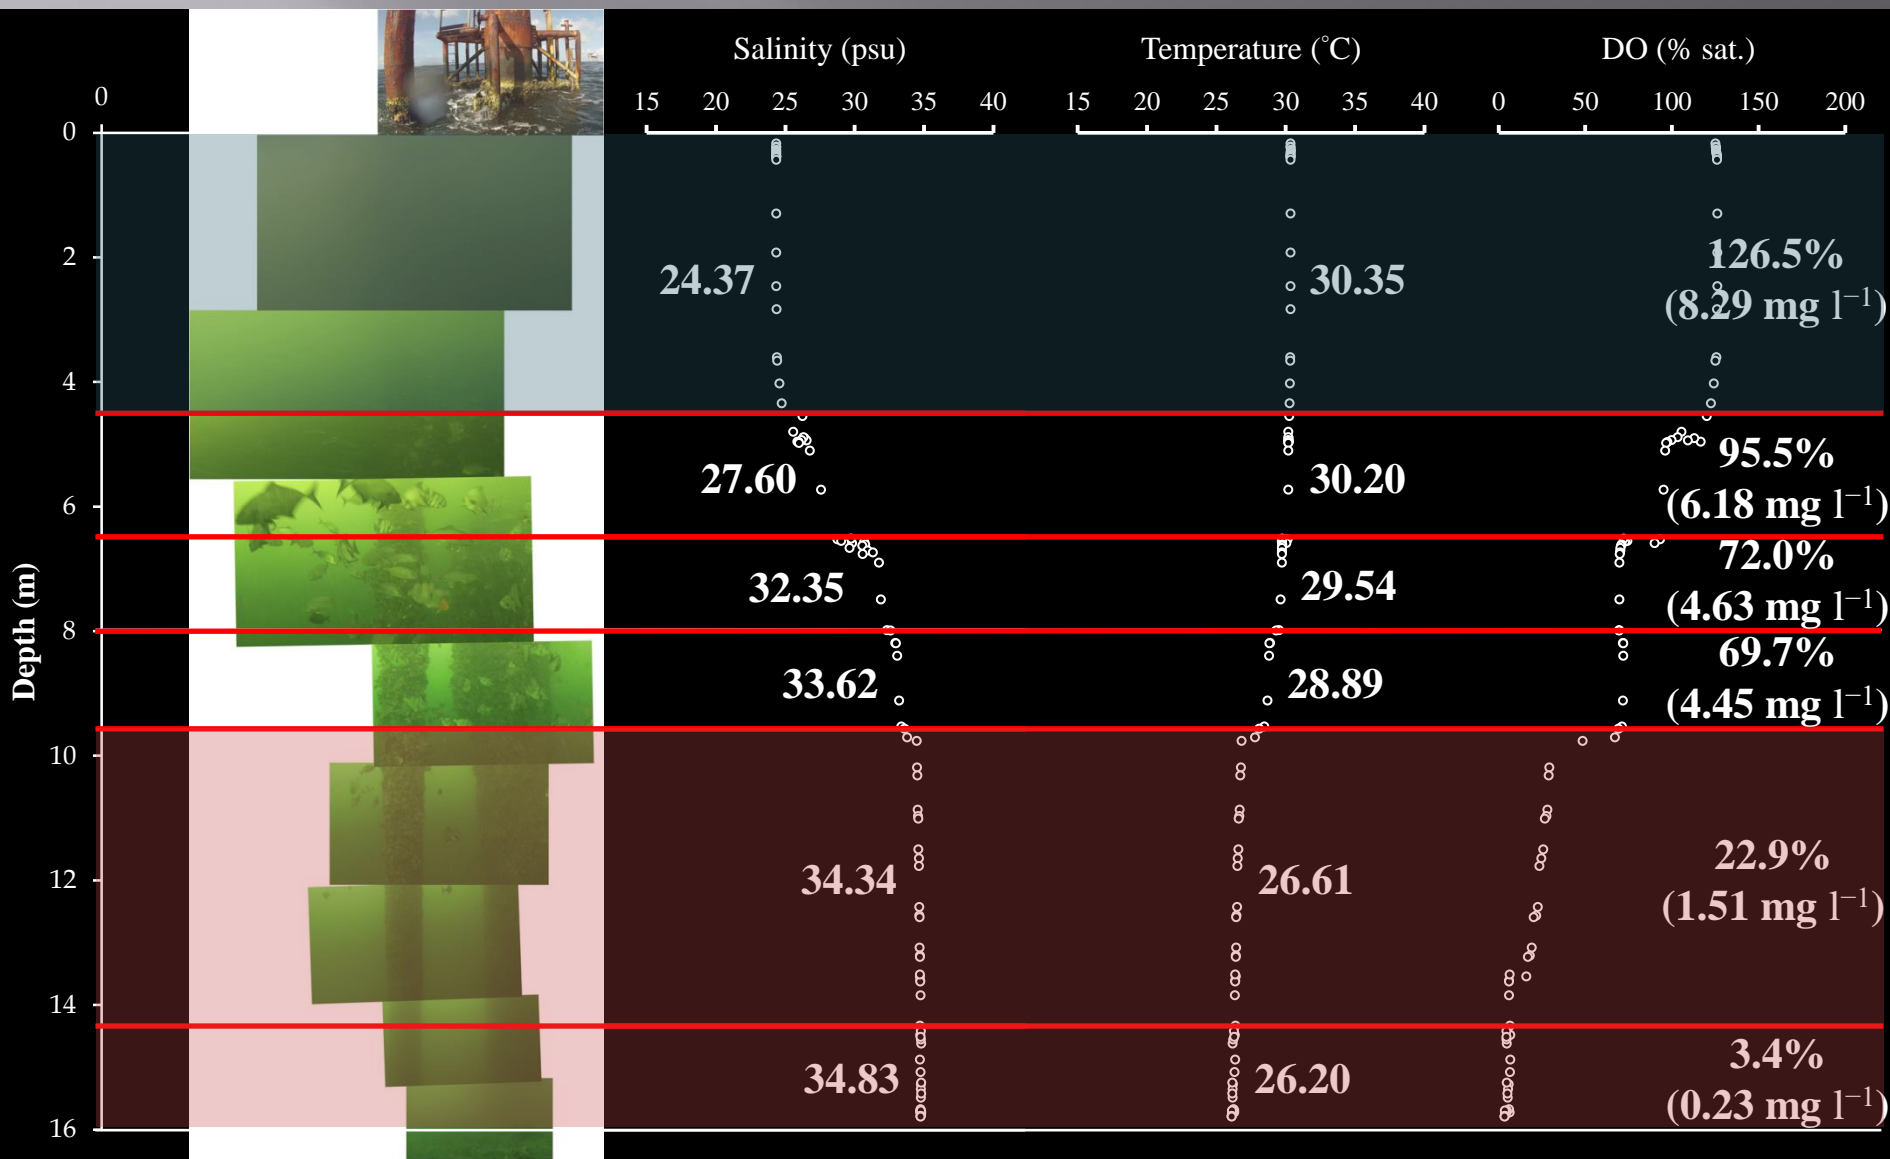 Salinity (psu)
Temperature (°C)
DO (% sat.)
0
15 20 25 30 35 40
15 20 25 30 35 40
0 50 100 150 200
0
2
4
6
8
10
12
14
16
Depth (m)
24.37
30.35
126.5%
(8.29 mg l⁻¹)
27.60
30.20
95.5%
(6.18 mg l⁻¹)
32.35
29.54
72.0%
(4.63 mg l⁻¹)
33.62
28.89
69.7%
(4.45 mg l⁻¹)
34.34
26.61
22.9%
(1.51 mg l⁻¹)
34.83
26.20
3.4%
(0.23 mg l⁻¹)